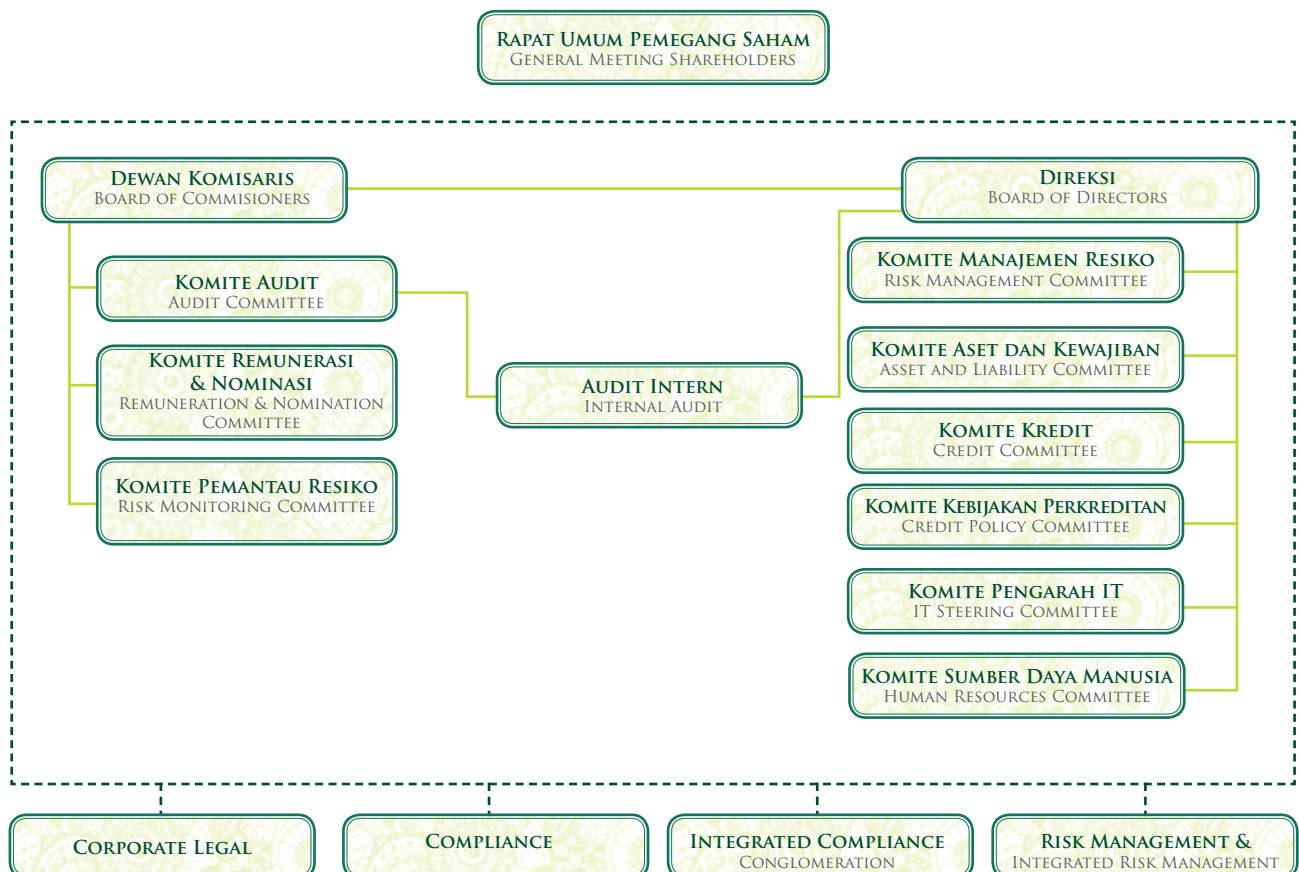 RAPAT UMUM PEMEGANG SAHAM
GENERAL MEETING SHAREHOLDERS
DEWAN KOMISARIS
BOARD OF COMMISIONERS
DIREKSI
BOARD OF DIRECTORS
KOMITE AUDIT
AUDIT COMMITTEE
KOMITE REMUNERASI
& NOMINASI
REMUNERATION & NOMINATION
COMMITTEE
KOMITE PEMANTAU RESIKO
RISK MONITORING COMMITTEE
AUDIT INTERN
INTERNAL AUDIT
KOMITE MANAJEMEN RESIKO
RISK MANAGEMENT COMMITTEE
KOMITE ASET DAN KEWAJIBAN
ASSET AND LIABILITY COMMITTEE
KOMITE KREDIT
CREDIT COMMITTEE
KOMITE KEBIJAKAN PERKREDITAN
CREDIT POLICY COMMITTEE
KOMITE PENGARAH IT
IT STEERING COMMITTEE
KOMITE SUMBER DAYA MANUSIA
HUMAN RESOURCES COMMITTEE
CORPORATE LEGAL
COMPLIANCE
INTEGRATED COMPLIANCE
CONGLOMERATION
RISK MANAGEMENT &
INTEGRATED RISK MANAGEMENT